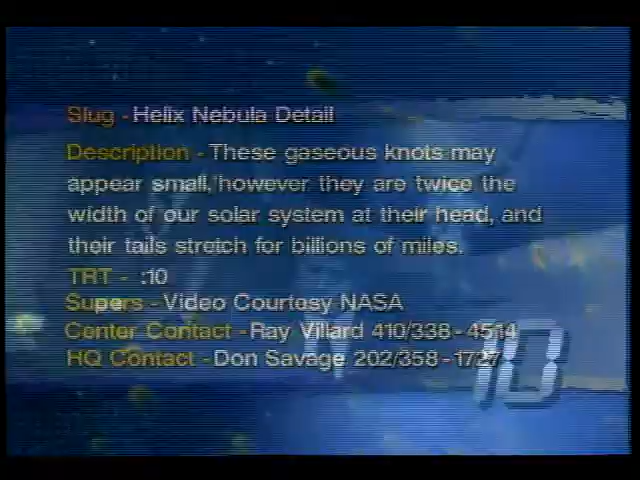 Slug - Helix Nebula Detail
Description - These gaseous knots may
appear small, however they are twice the
width of our solar system at their head, and
their tails stretch for billions of miles.
TRT - :10
Supers - Video Courtesy NASA
Center Contact - Ray Villard 410/338-4514
HQ Contact - Don Savage 202/358-1727
10